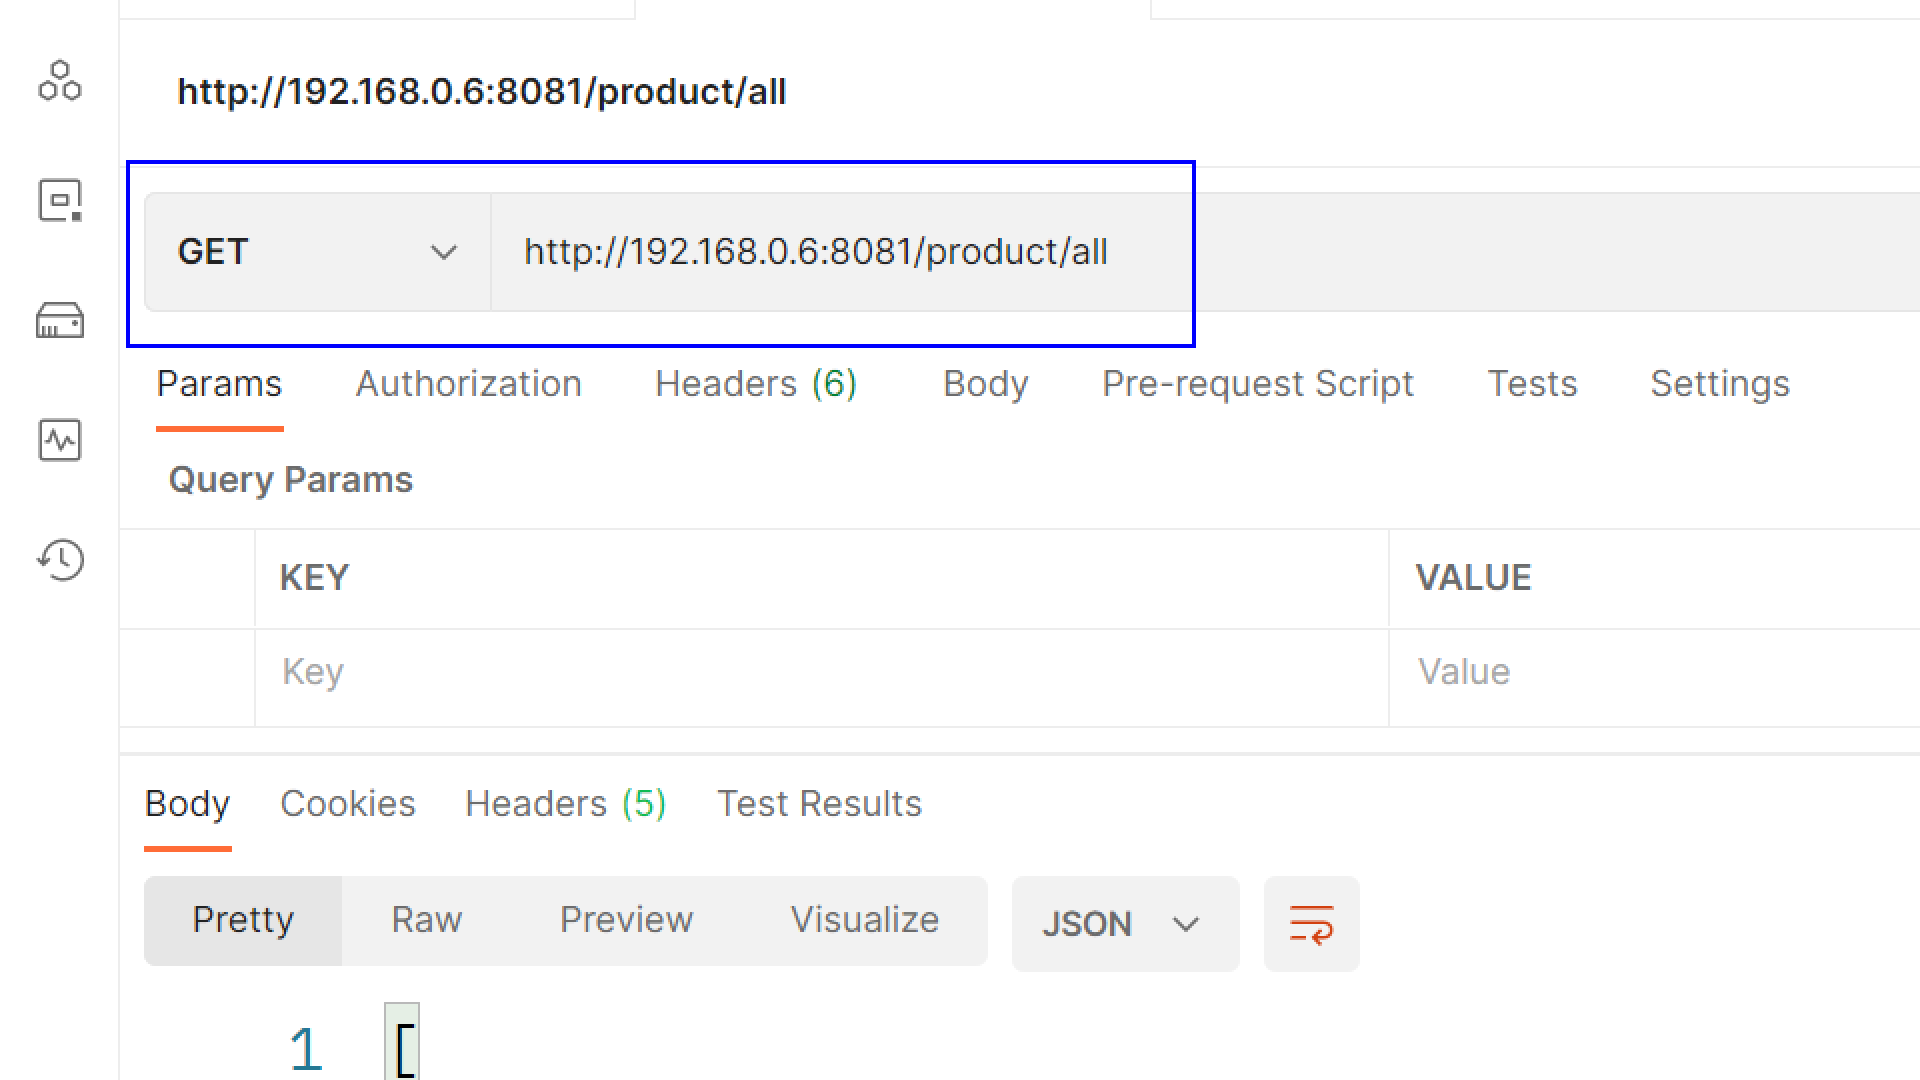 http://192.168.0.6:8081/product/all
GET http://192.168.0.6:8081/product/all
Params Authorization Headers (6) Body Pre-request Script Tests Settings
Query Params
KEY VALUE
Key Value
Body Cookies Headers (5) Test Results
Pretty Raw Preview Visualize JSON
1 [